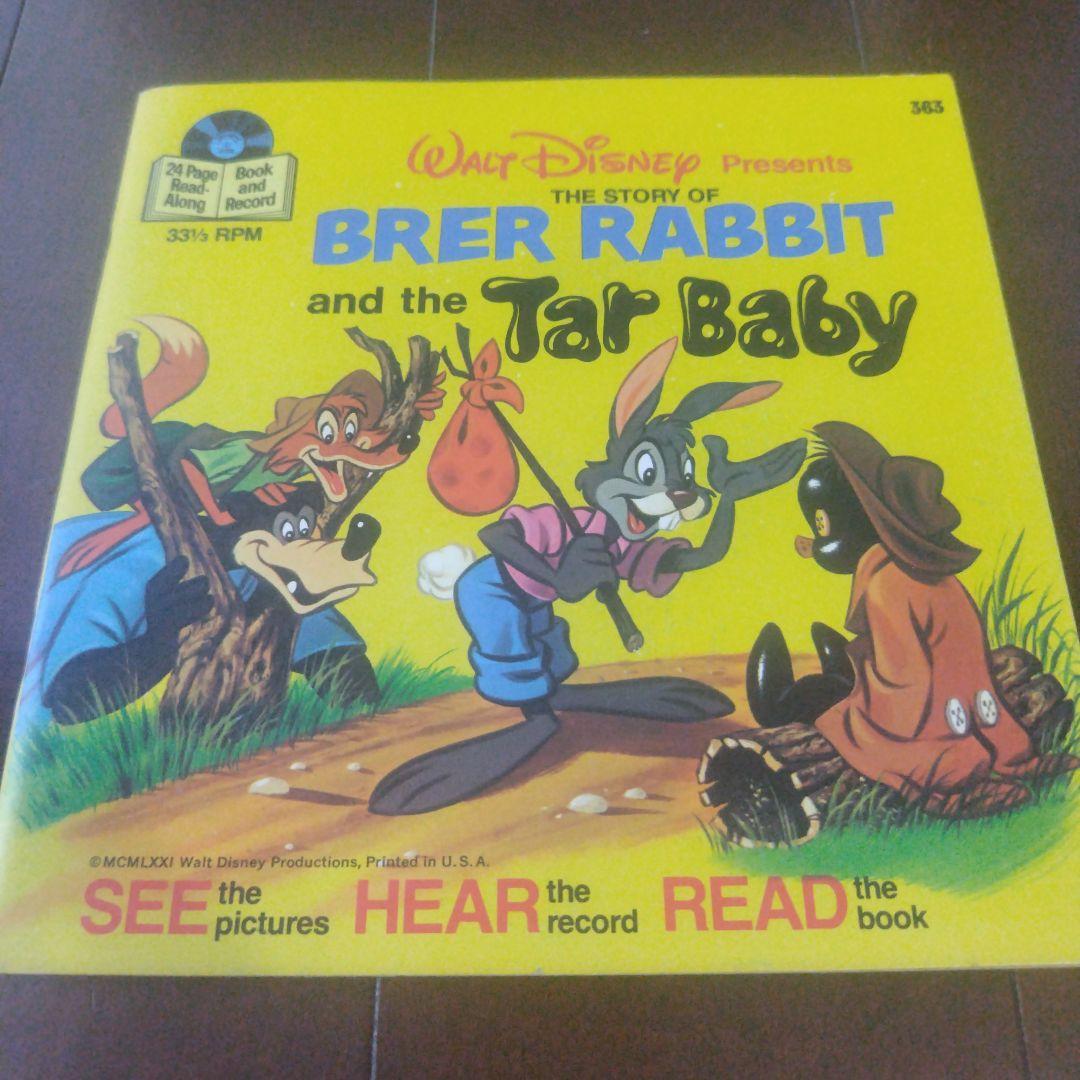 363
24 Page
Read-
Along
Book
and
Record
33⅓ RPM
Walt Disney Presents
THE STORY OF
BRER RABBIT
and the Tar Baby
©MCMLXXI Walt Disney Productions, Printed in U.S.A.
SEE the pictures HEAR the record READ the book